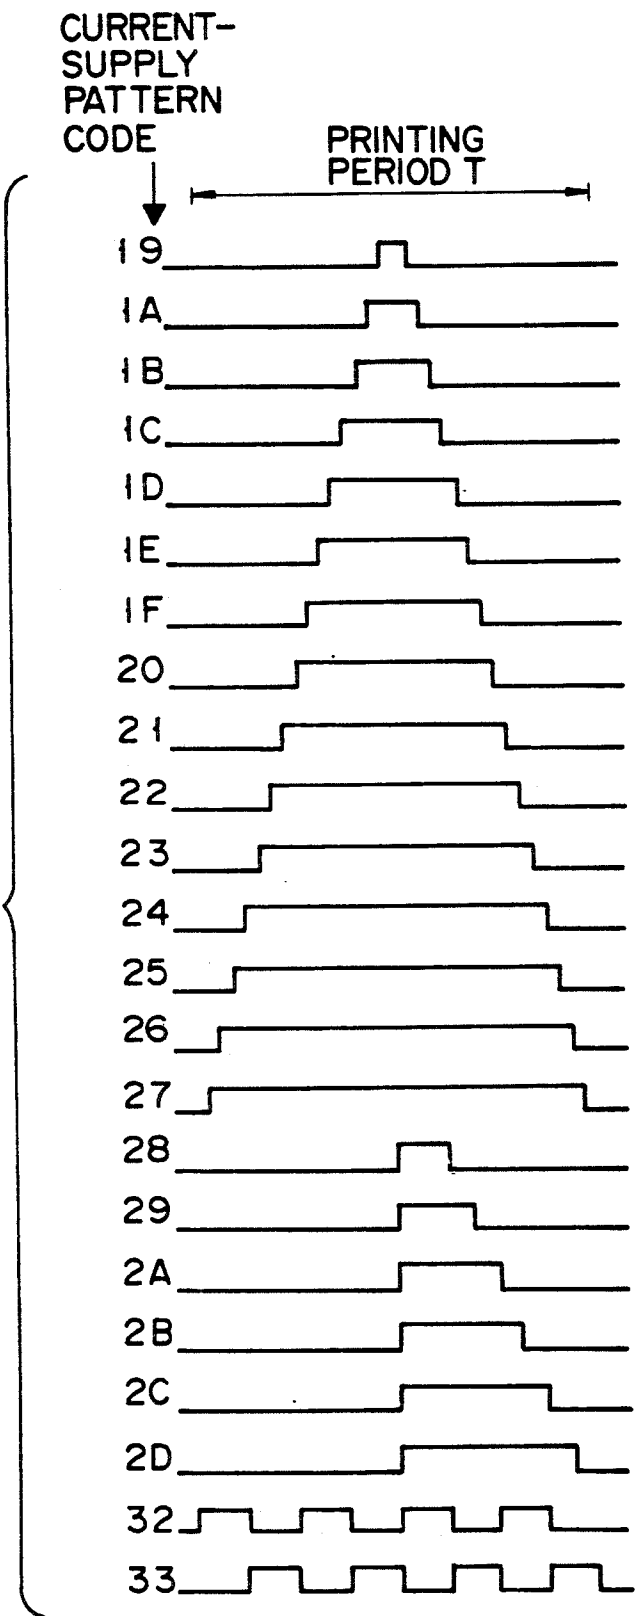 CURRENT-
SUPPLY
PATTERN
CODE
PRINTING
PERIOD T
19
1A
1B
1C
1D
1E
1F
20
21
22
23
24
25
26
27
28
29
2A
2B
2C
2D
32
33